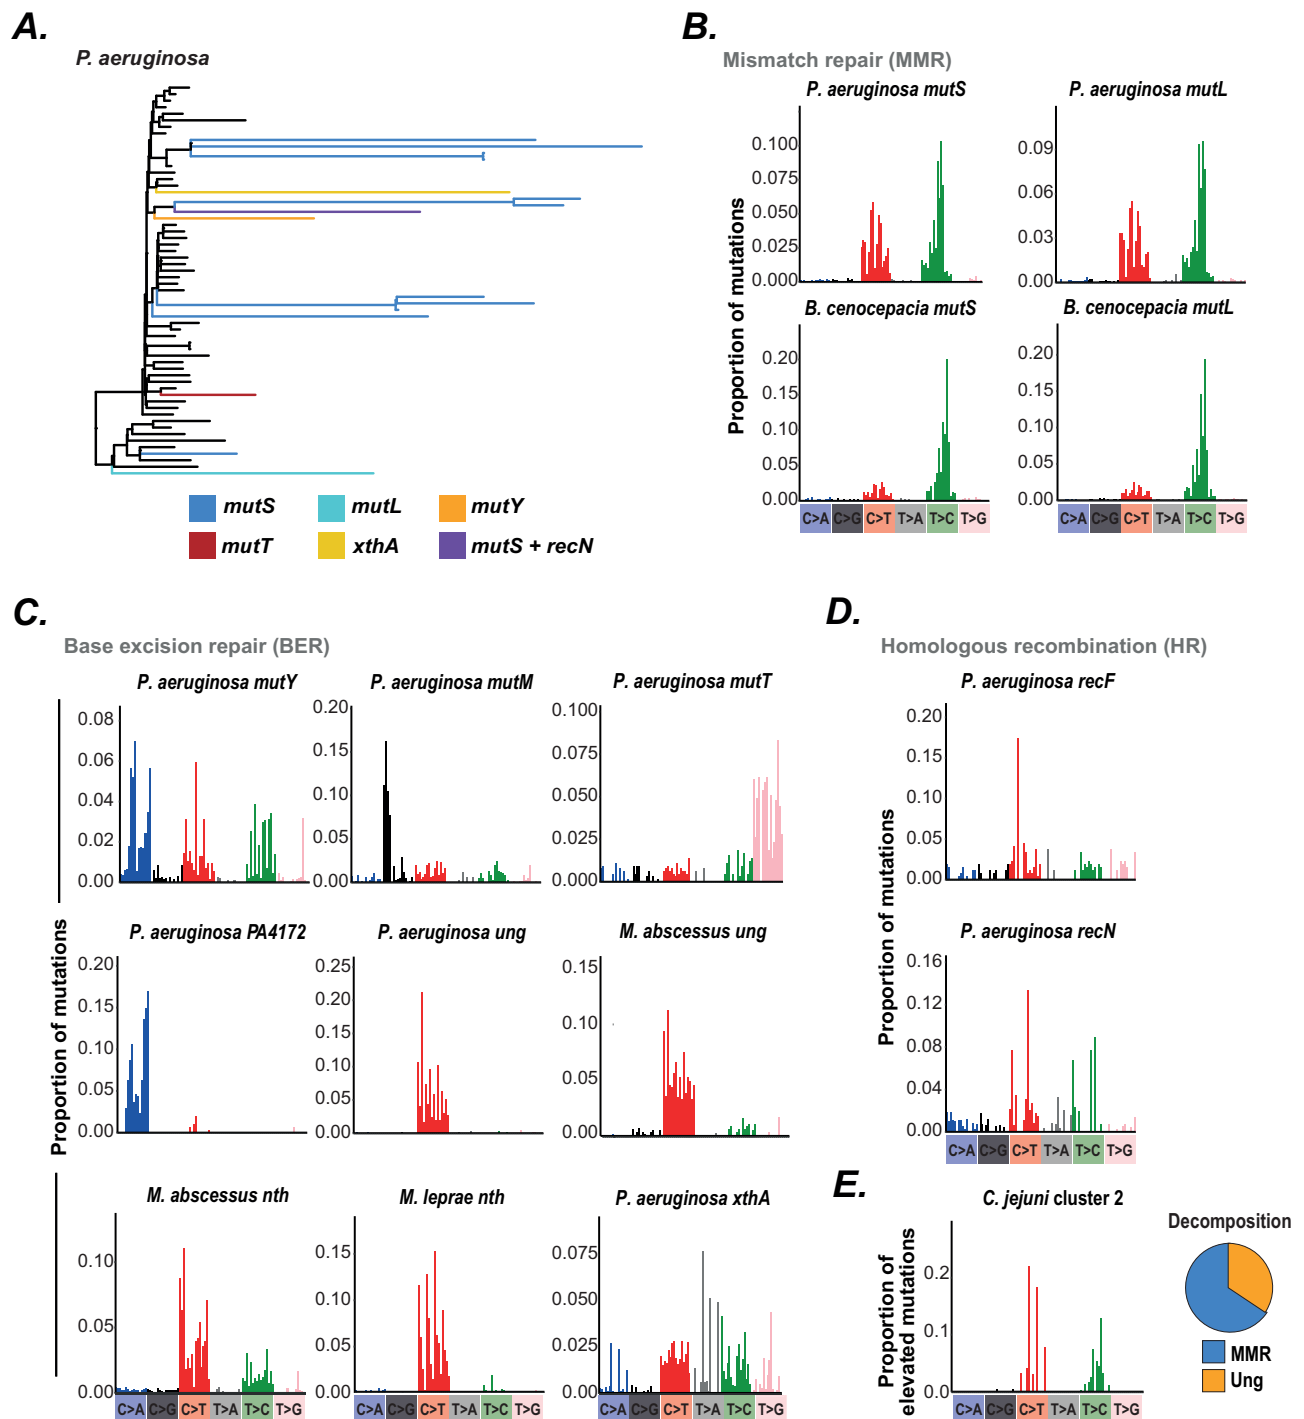 A.
P. aeruginosa
mutS
mutL
mutY
mutT
xthA
mutS + recN
B.
Mismatch repair (MMR)
Proportion of mutations
P. aeruginosa mutS
0.100
0.075
0.050
0.025
0.000
P. aeruginosa mutL
0.09
0.06
0.03
0.00
B. cenocepacia mutS
0.20
0.15
0.10
0.05
0.00
C>A C>G C>T T>A T>C T>G
B. cenocepacia mutL
0.20
0.15
0.10
0.05
0.00
C>A C>G C>T T>A T>C T>G
C.
Base excision repair (BER)
Proportion of mutations
P. aeruginosa mutY
0.08
0.06
0.04
0.02
0.00
P. aeruginosa mutM
0.20
0.15
0.10
0.05
0.00
P. aeruginosa mutT
0.100
0.075
0.050
0.025
0.000
P. aeruginosa PA4172
0.20
0.15
0.10
0.05
0.00
P. aeruginosa ung
0.25
0.20
0.15
0.10
0.05
0.00
M. abscessus ung
0.15
0.10
0.05
0.00
M. abscessus nth
0.10
0.05
0.00
C>A C>G C>T T>A T>C T>G
M. leprae nth
0.15
0.10
0.05
0.00
C>A C>G C>T T>A T>C T>G
P. aeruginosa xthA
0.075
0.050
0.025
0.000
C>A C>G C>T T>A T>C T>G
D.
Homologous recombination (HR)
Proportion of mutations
P. aeruginosa recF
0.20
0.15
0.10
0.05
0.00
P. aeruginosa recN
0.16
0.12
0.08
0.04
0.00
C>A C>G C>T T>A T>C T>G
E.
C. jejuni cluster 2
Proportion of
elevated mutations
0.2
0.1
0.0
C>A C>G C>T T>A T>C T>G
Decomposition
MMR
Ung